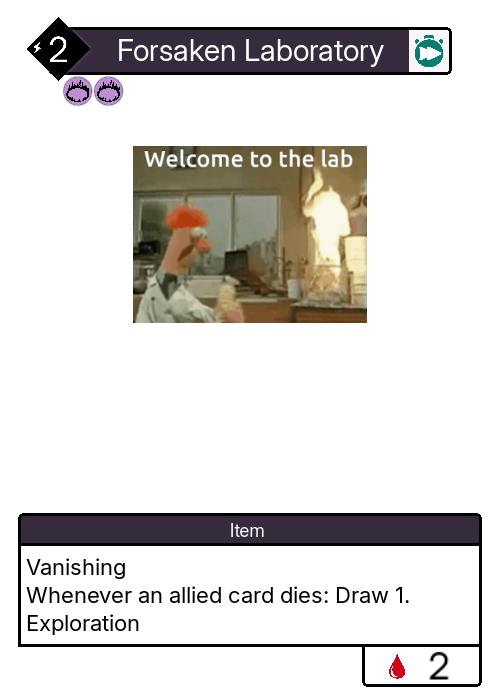 2
Forsaken Laboratory
Welcome to the lab
Item
Vanishing
Whenever an allied card dies: Draw 1.
Exploration
2